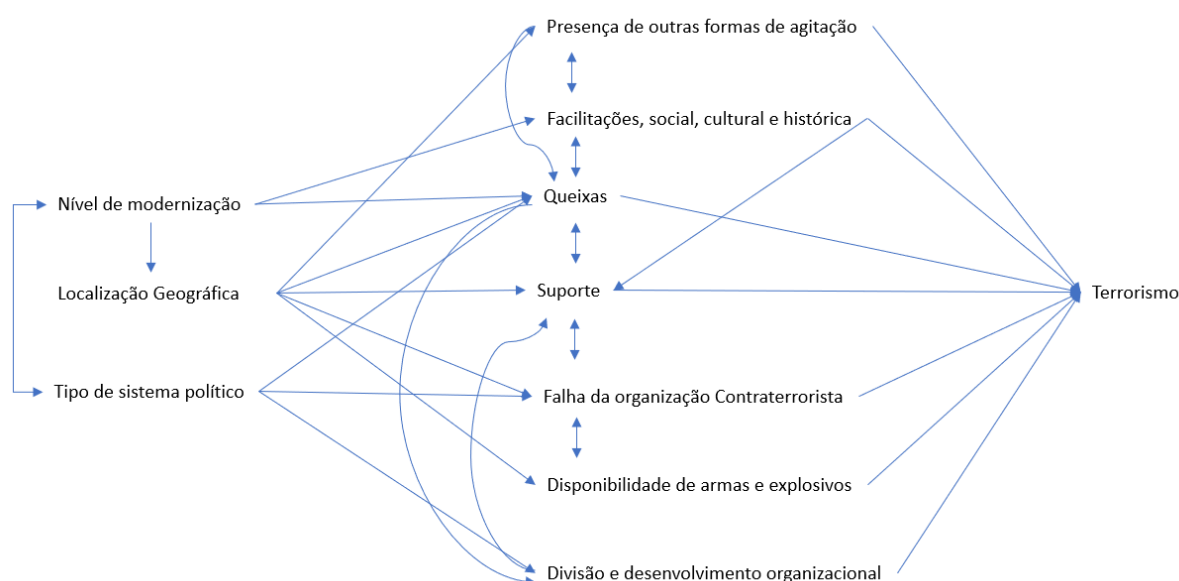 Presença de outras formas de agitação
Facilitações, social, cultural e histórica
Queixas
Nível de modernização
Suporte
Localização Geográfica
Terrorismo
Tipo de sistema político
Falha da organização Contraterrorista
Disponibilidade de armas e explosivos
Divisão e desenvolvimento organizacional